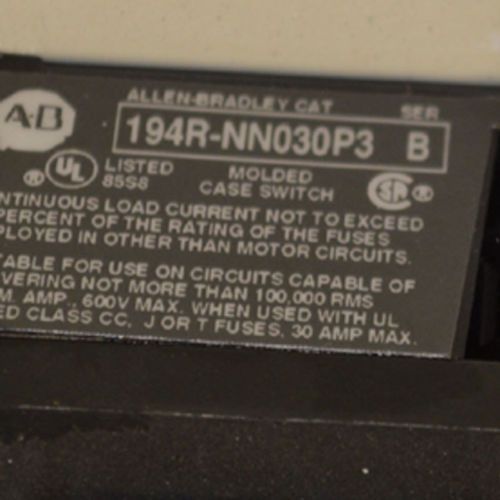 ALLEN-BRADLEY CAT SER
A-B
194R-NN030P3 B
UL LISTED 85S8 MOLDED CASE SWITCH SA
NTINUOUS LOAD CURRENT NOT TO EXCEED
PERCENT OF THE RATING OF THE FUSES
PLOYED IN OTHER THAN MOTOR CIRCUITS.
TABLE FOR USE ON CIRCUITS CAPABLE OF
VERING NOT MORE THAN 100,000 RMS
M. AMP., 600V MAX. WHEN USED WITH UL
ED CLASS CC, J OR T FUSES, 30 AMP MAX.